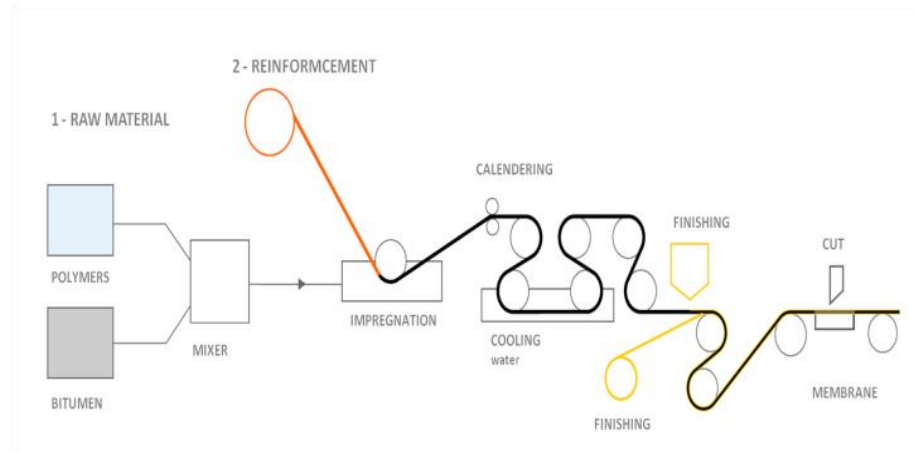 2 - REINFORMCEMENT
1 - RAW MATERIAL
CALENDERING
FINISHING
CUT
POLYMERS
IMPREGNATION
COOLING
water
MIXER
BITUMEN
MEMBRANE
FINISHING